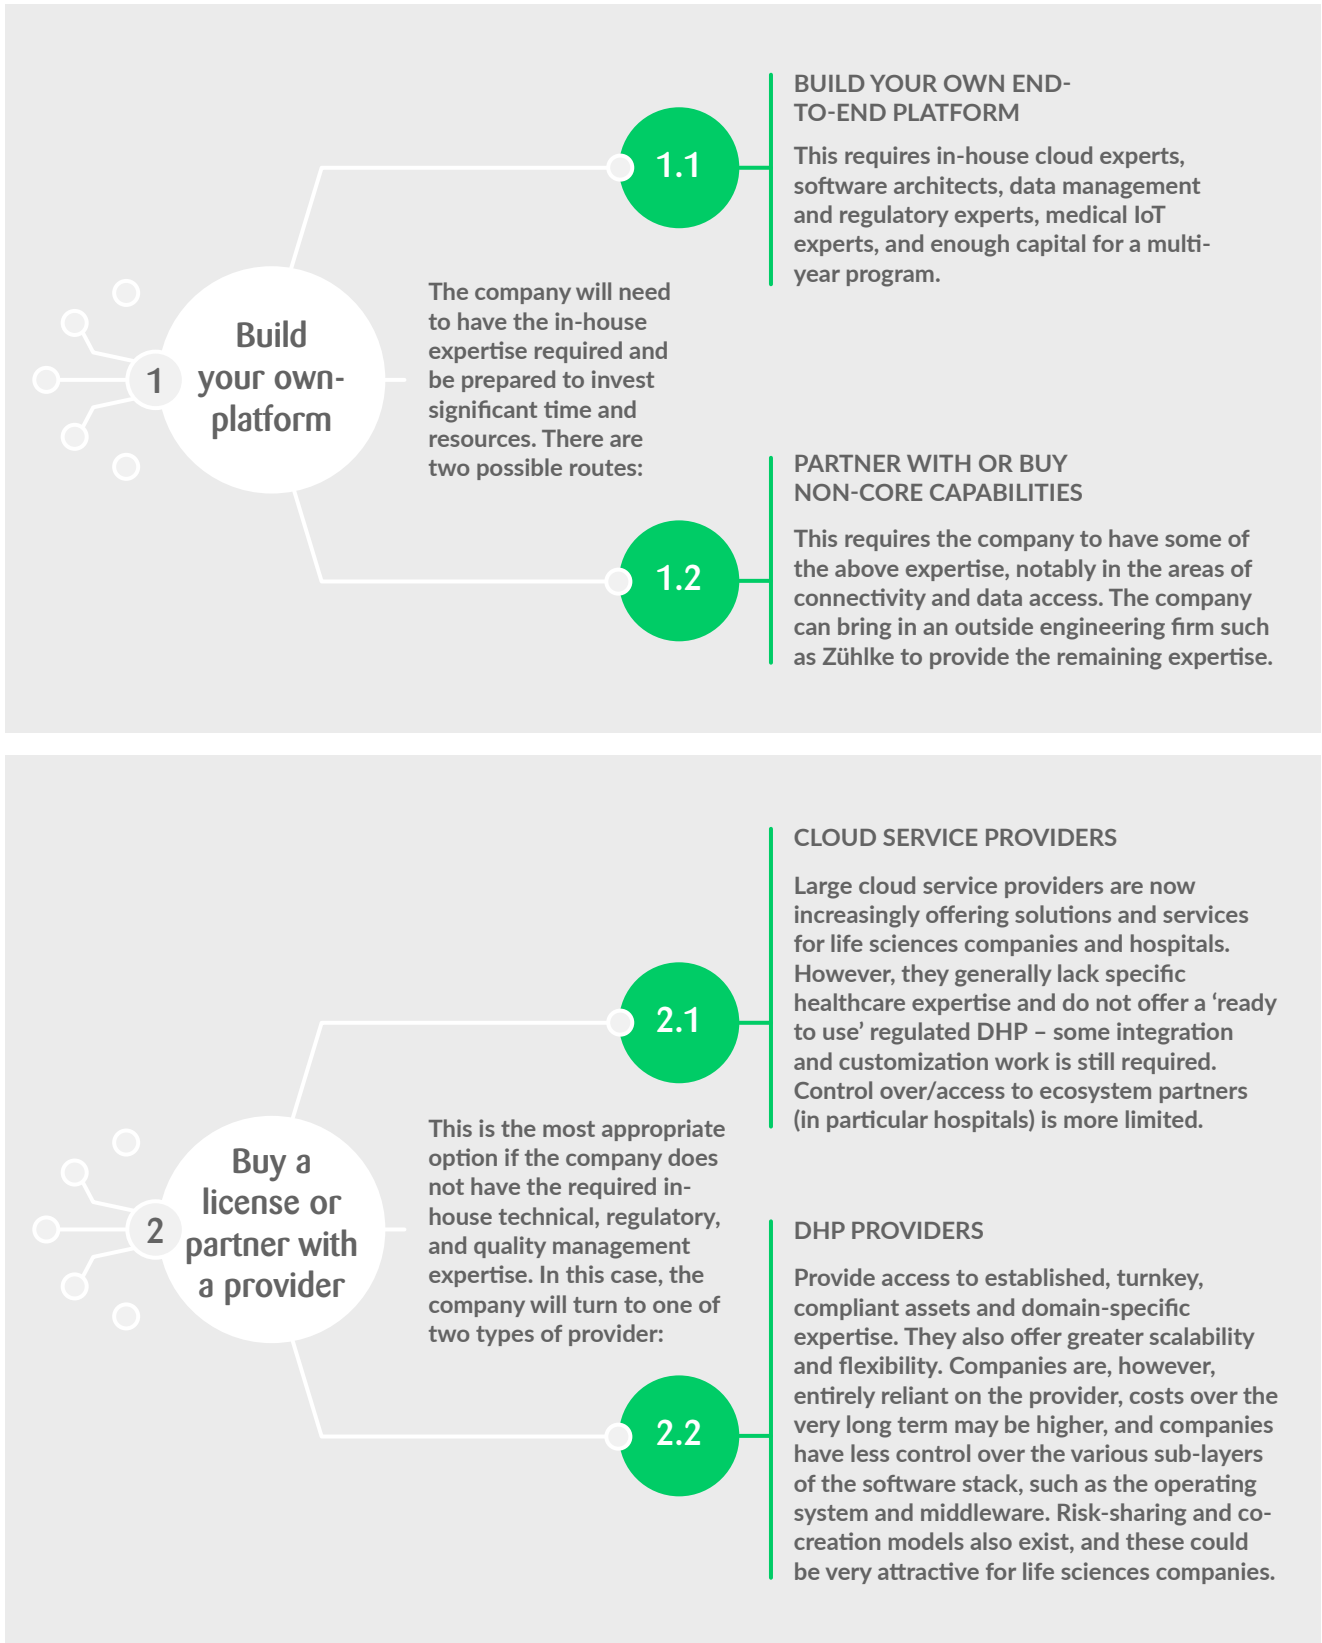 1
Build
your own-
platform
The company will need
to have the in-house
expertise required and
be prepared to invest
significant time and
resources. There are
two possible routes:
1.1
BUILD YOUR OWN END-
TO-END PLATFORM
This requires in-house cloud experts,
software architects, data management
and regulatory experts, medical IoT
experts, and enough capital for a multi-
year program.
1.2
PARTNER WITH OR BUY
NON-CORE CAPABILITIES
This requires the company to have some of
the above expertise, notably in the areas of
connectivity and data access. The company
can bring in an outside engineering firm such
as Zühlke to provide the remaining expertise.
2
Buy a
license or
partner with
a provider
This is the most appropriate
option if the company does
not have the required in-
house technical, regulatory,
and quality management
expertise. In this case, the
company will turn to one of
two types of provider:
2.1
CLOUD SERVICE PROVIDERS
Large cloud service providers are now
increasingly offering solutions and services
for life sciences companies and hospitals.
However, they generally lack specific
healthcare expertise and do not offer a ‘ready
to use’ regulated DHP – some integration
and customization work is still required.
Control over/access to ecosystem partners
(in particular hospitals) is more limited.
2.2
DHP PROVIDERS
Provide access to established, turnkey,
compliant assets and domain-specific
expertise. They also offer greater scalability
and flexibility. Companies are, however,
entirely reliant on the provider, costs over the
very long term may be higher, and companies
have less control over the various sub-layers
of the software stack, such as the operating
system and middleware. Risk-sharing and co-
creation models also exist, and these could
be very attractive for life sciences companies.